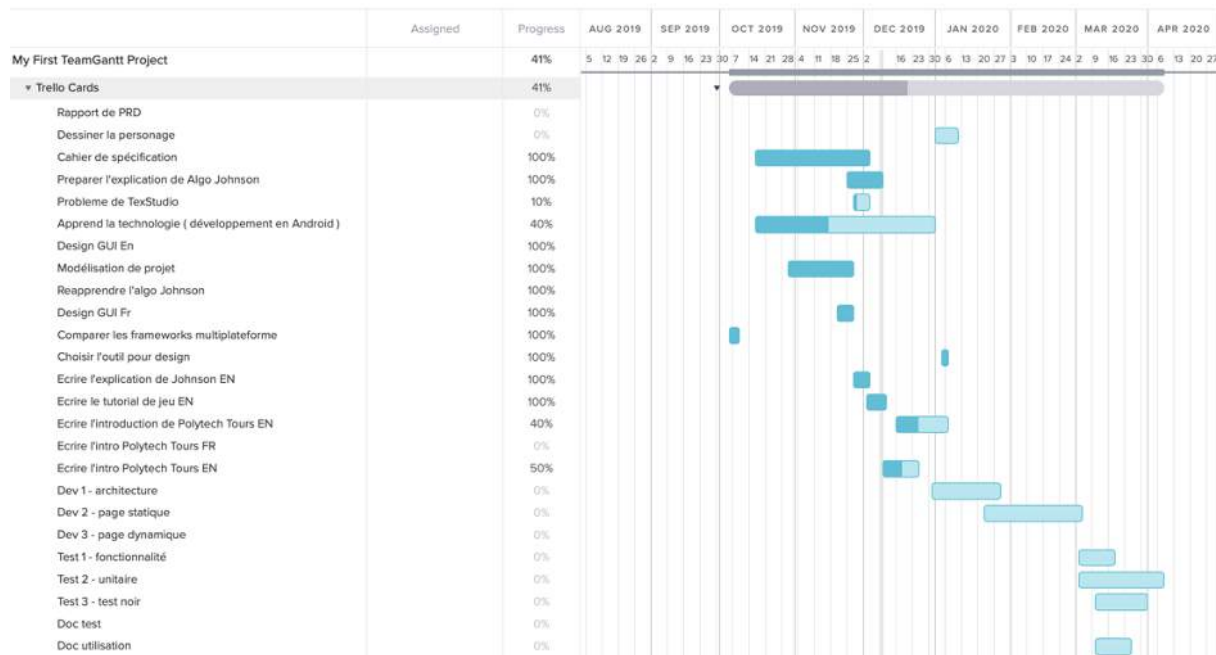 Assigned Progress AUG 2019 SEP 2019 OCT 2019 NOV 2019 DEC 2019 JAN 2020 FEB 2020 MAR 2020 APR 2020
My First TeamGantt Project 41% 5 12 19 26 2 9 16 23 30 7 14 21 28 4 11 18 25 2 16 23 30 6 13 20 27 3 10 17 24 2 9 16 23 30 6 13 20 27
Trello Cards 41%
Rapport de PRD 0%
Dessiner la personage 0%
Cahier de spécification 100%
Preparer l'explication de Algo Johnson 100%
Probleme de TexStudio 10%
Apprend la technologie ( développement en Android ) 40%
Design GUI En 100%
Modélisation de projet 100%
Reapprendre l'algo Johnson 100%
Design GUI Fr 100%
Comparer les frameworks multiplateforme 100%
Choisir l'outil pour design 100%
Ecrire l'explication de Johnson EN 100%
Ecrire le tutorial de jeu EN 100%
Ecrire l'introduction de Polytech Tours EN 40%
Ecrire l'intro Polytech Tours FR 0%
Ecrire l'intro Polytech Tours EN 50%
Dev 1 - architecture 0%
Dev 2 - page statique 0%
Dev 3 - page dynamique 0%
Test 1 - fonctionnalité 0%
Test 2 - unitaire 0%
Test 3 - test noir 0%
Doc test 0%
Doc utilisation 0%